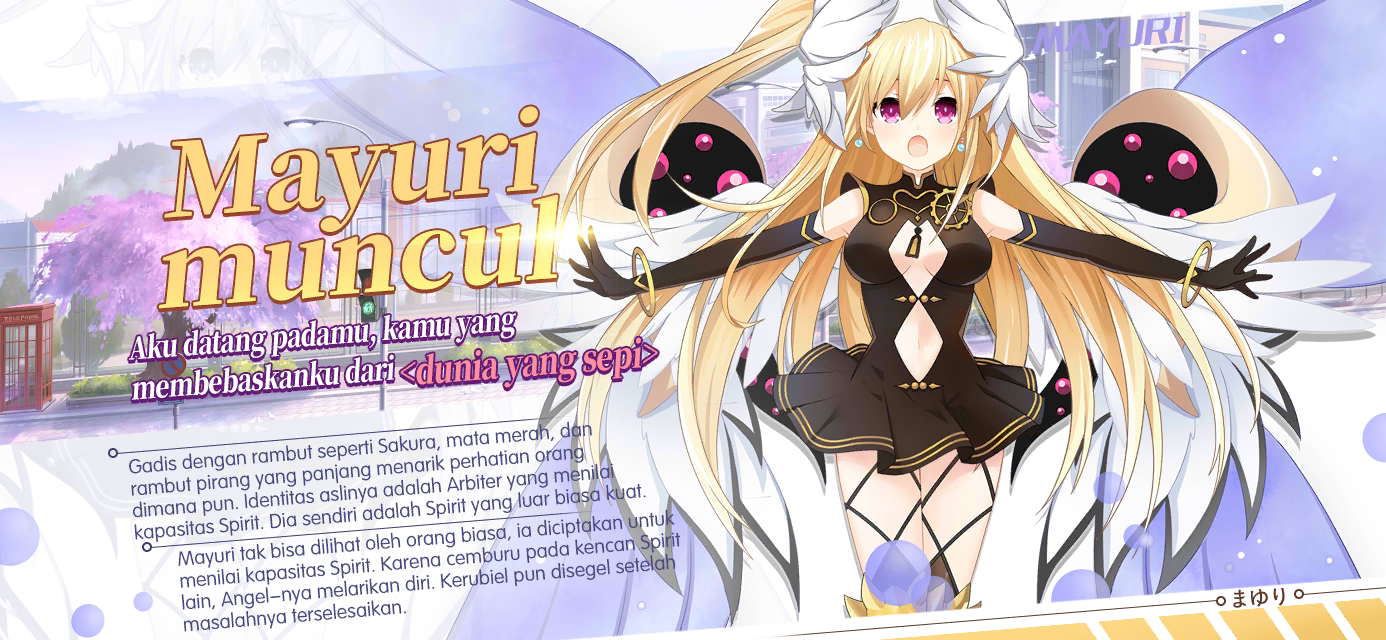 MAYURI
Mayuri
muncul
Aku datang padamu, kamu yang
membebaskanku dari <dunia yang sepi>
TELEPHONE
Gadis dengan rambut seperti Sakura, mata merah, dan
rambut pirang yang panjang menarik perhatian orang
dimana pun. Identitas aslinya adalah Arbiter yang menilai
kapasitas Spirit. Dia sendiri adalah Spirit yang luar biasa kuat.
Mayuri tak bisa dilihat oleh orang biasa, ia diciptakan untuk
menilai kapasitas Spirit. Karena cemburu pada kencan Spirit
lain, Angel-nya melarikan diri. Kerubiel pun disegel setelah
masalahnya terselesaikan.
まゆり